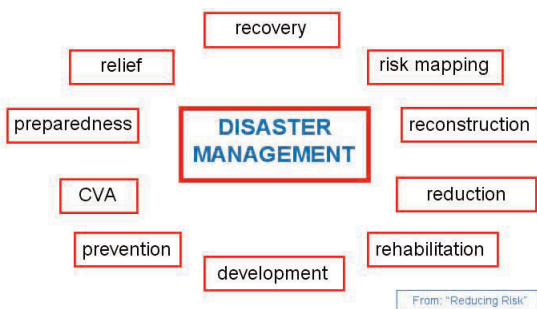 recovery
relief
risk mapping
preparedness
DISASTER
MANAGEMENT
reconstruction
CVA
reduction
prevention
rehabilitation
development
From: "Reducing Risk"